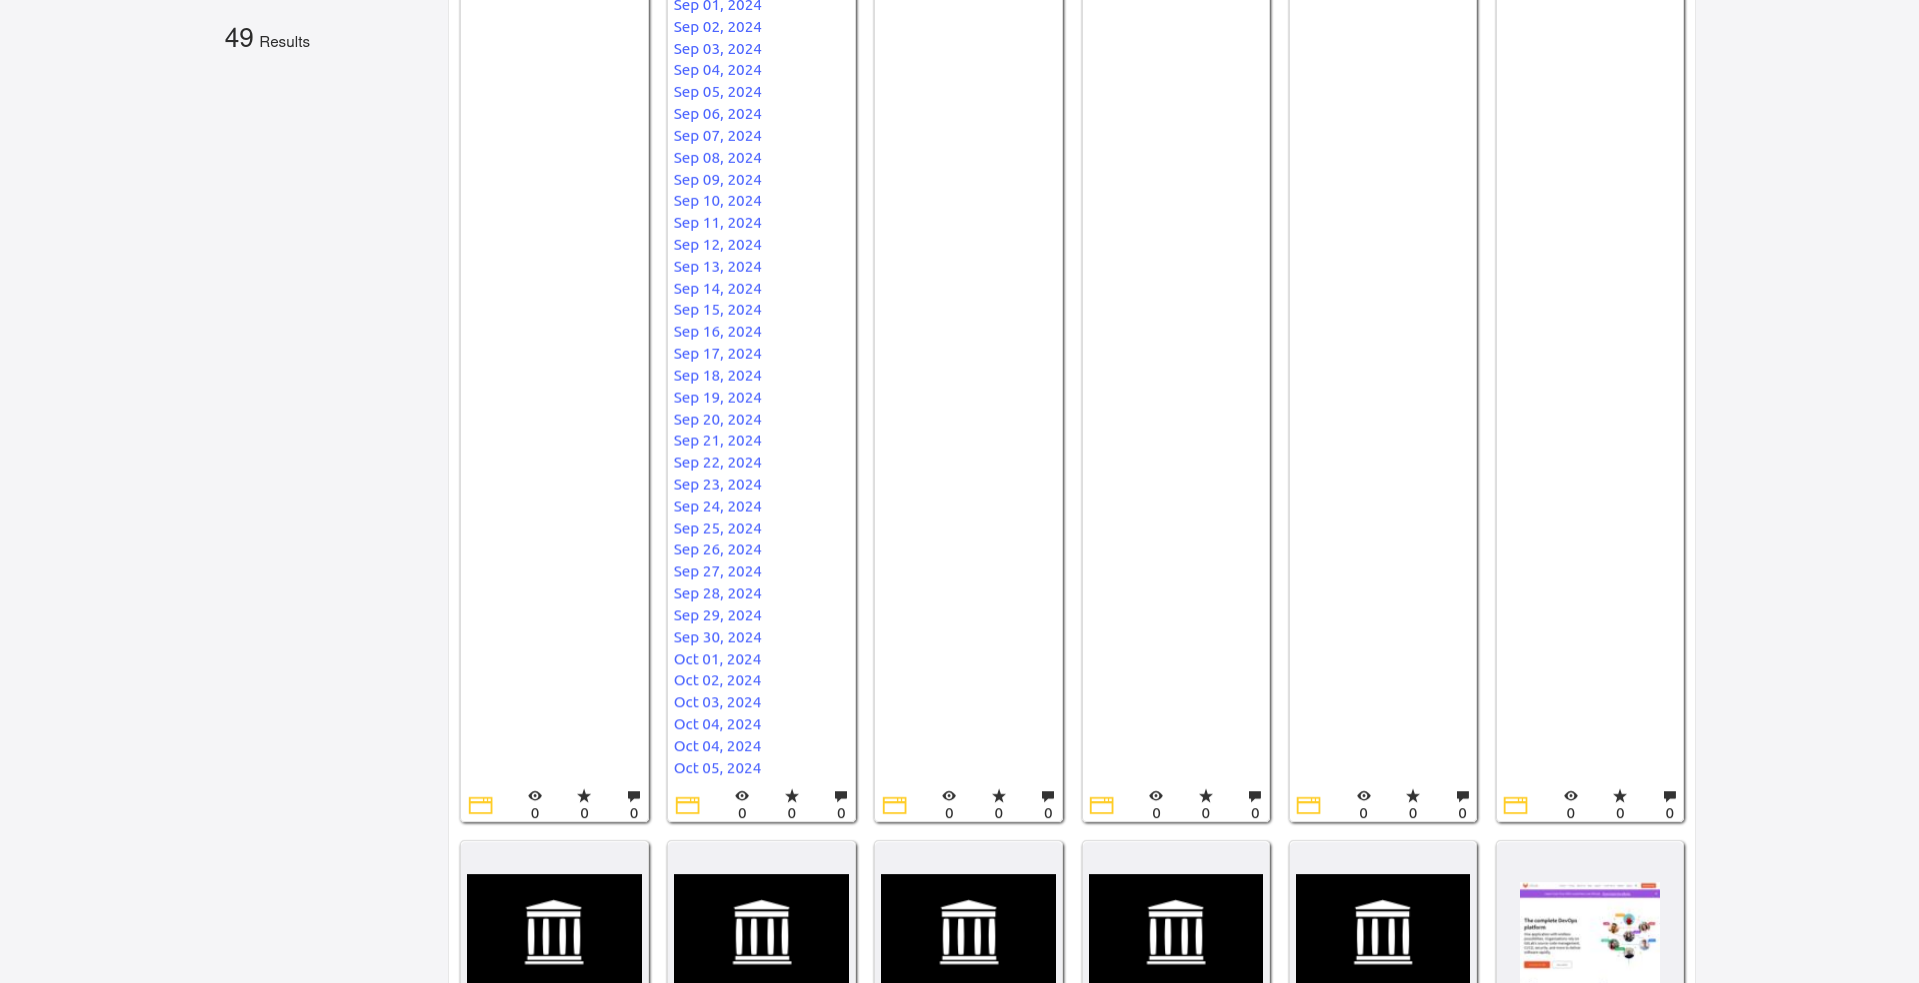 49 Results
Sep 01, 2024
Sep 02, 2024
Sep 03, 2024
Sep 04, 2024
Sep 05, 2024
Sep 06, 2024
Sep 07, 2024
Sep 08, 2024
Sep 09, 2024
Sep 10, 2024
Sep 11, 2024
Sep 12, 2024
Sep 13, 2024
Sep 14, 2024
Sep 15, 2024
Sep 16, 2024
Sep 17, 2024
Sep 18, 2024
Sep 19, 2024
Sep 20, 2024
Sep 21, 2024
Sep 22, 2024
Sep 23, 2024
Sep 24, 2024
Sep 25, 2024
Sep 26, 2024
Sep 27, 2024
Sep 28, 2024
Sep 29, 2024
Sep 30, 2024
Oct 01, 2024
Oct 02, 2024
Oct 03, 2024
Oct 04, 2024
Oct 04, 2024
Oct 05, 2024
0 0 0 0 0 0 0 0 0 0 0 0 0 0 0 0 0 0
The complete DevOps
platform